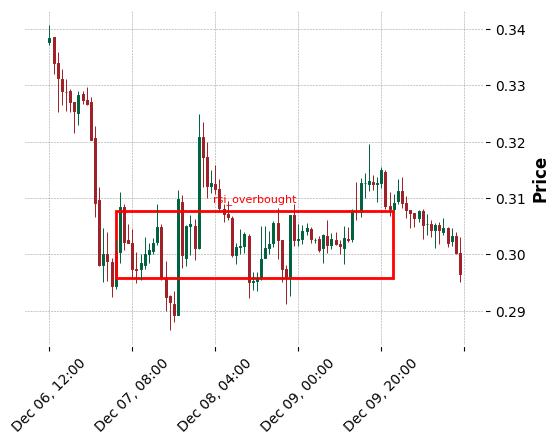 0.34
0.33
0.32
0.31
0.30
0.29
Price
rsi_overbought
Dec 06, 12:00
Dec 07, 08:00
Dec 08, 04:00
Dec 09, 00:00
Dec 09, 20:00